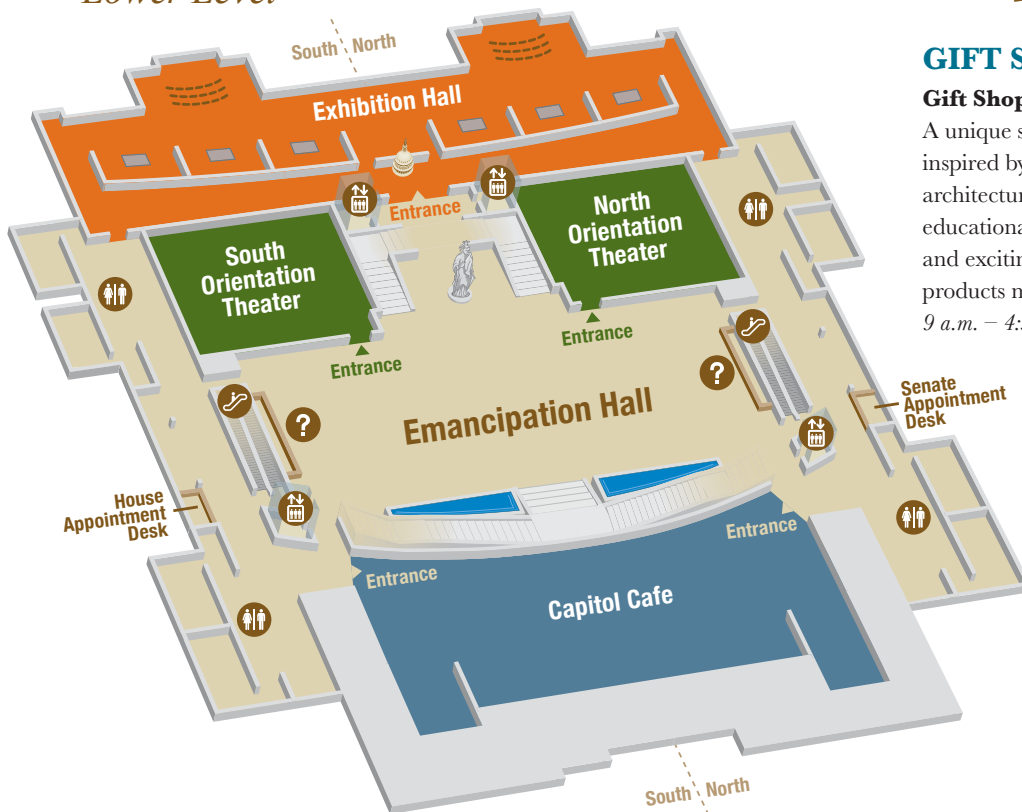 Lower Level
South North
Exhibition Hall
Entrance
South
Orientation
Theater
North
Orientation
Theater
Entrance
Entrance
?
?
Emancipation Hall
Senate
Appointment
Desk
House
Appointment
Desk
Entrance
Entrance
Capitol Cafe
South North
GIFT S
Gift Shop
A unique s
inspired by
architectur
educationa
and excitin
products m
9 a.m. – 4: